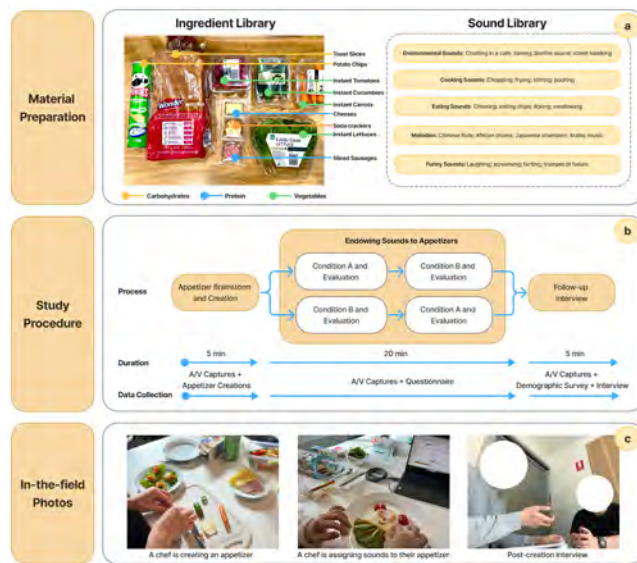 Ingredient Library
Sound Library
a
Material
Preparation
Toast Slices
Potato Chips
Instant Tomatoes
Instant Cucumbers
Instant Carrots
Cheeses
Soda crackers
Instant Lettuces
Sliced Sausages
Wonder
Carbohydrates
Protein
Vegetables
Environmental Sounds: Chatting in a cafe; raining; bonfire sound; street hawking
Cooking Sounds: Chopping; frying; stirring; pouring
Eating Sounds: Chewing; eating chips; slurping; swallowing
Melodies: Chinese flute; African drums; Japanese shamisen; Arabic music
Funny Sounds: Laughing; screaming; farting; trumpet of failure
b
Endowing Sounds to Appetizers
Study
Procedure
Process
Appetizer Brainstorm
and Creation
Condition A and
Evaluation
Condition B and
Evaluation
Condition B and
Evaluation
Condition A and
Evaluation
Follow-up
Interview
Duration
5 min
20 min
5 min
Data Collection
A/V Captures +
Appetizer Creations
A/V Captures + Questionnaire
A/V Captures +
Demographic Survey + Interview
c
In-the-field
Photos
A chef is creating an appetizer
A chef is assigning sounds to their appetizer
Post-creation interview